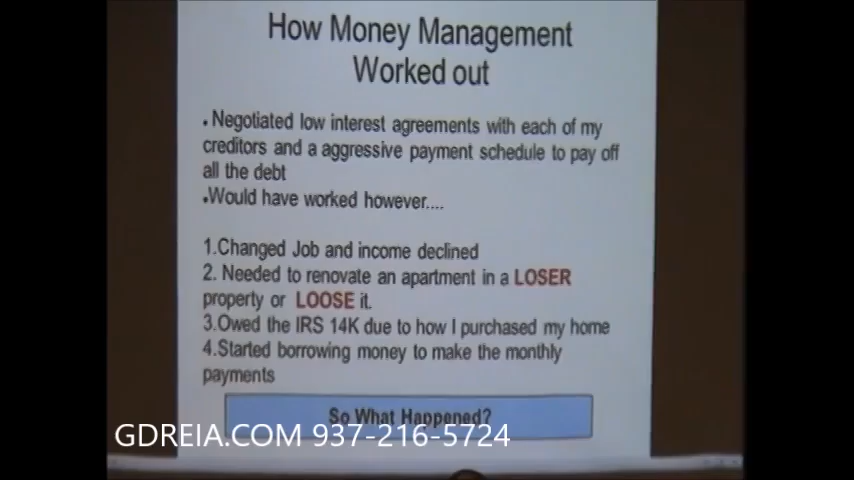 How Money Management
Worked out
• Negotiated low interest agreements with each of my
creditors and a aggressive payment schedule to pay off
all the debt
•Would have worked however....
1.Changed Job and income declined
2. Needed to renovate an apartment in a LOSER
property or LOOSE it.
3.Owed the IRS 14K due to how I purchased my home
4.Started borrowing money to make the monthly
payments
So What Happened?
GDREIA.COM 937-216-5724